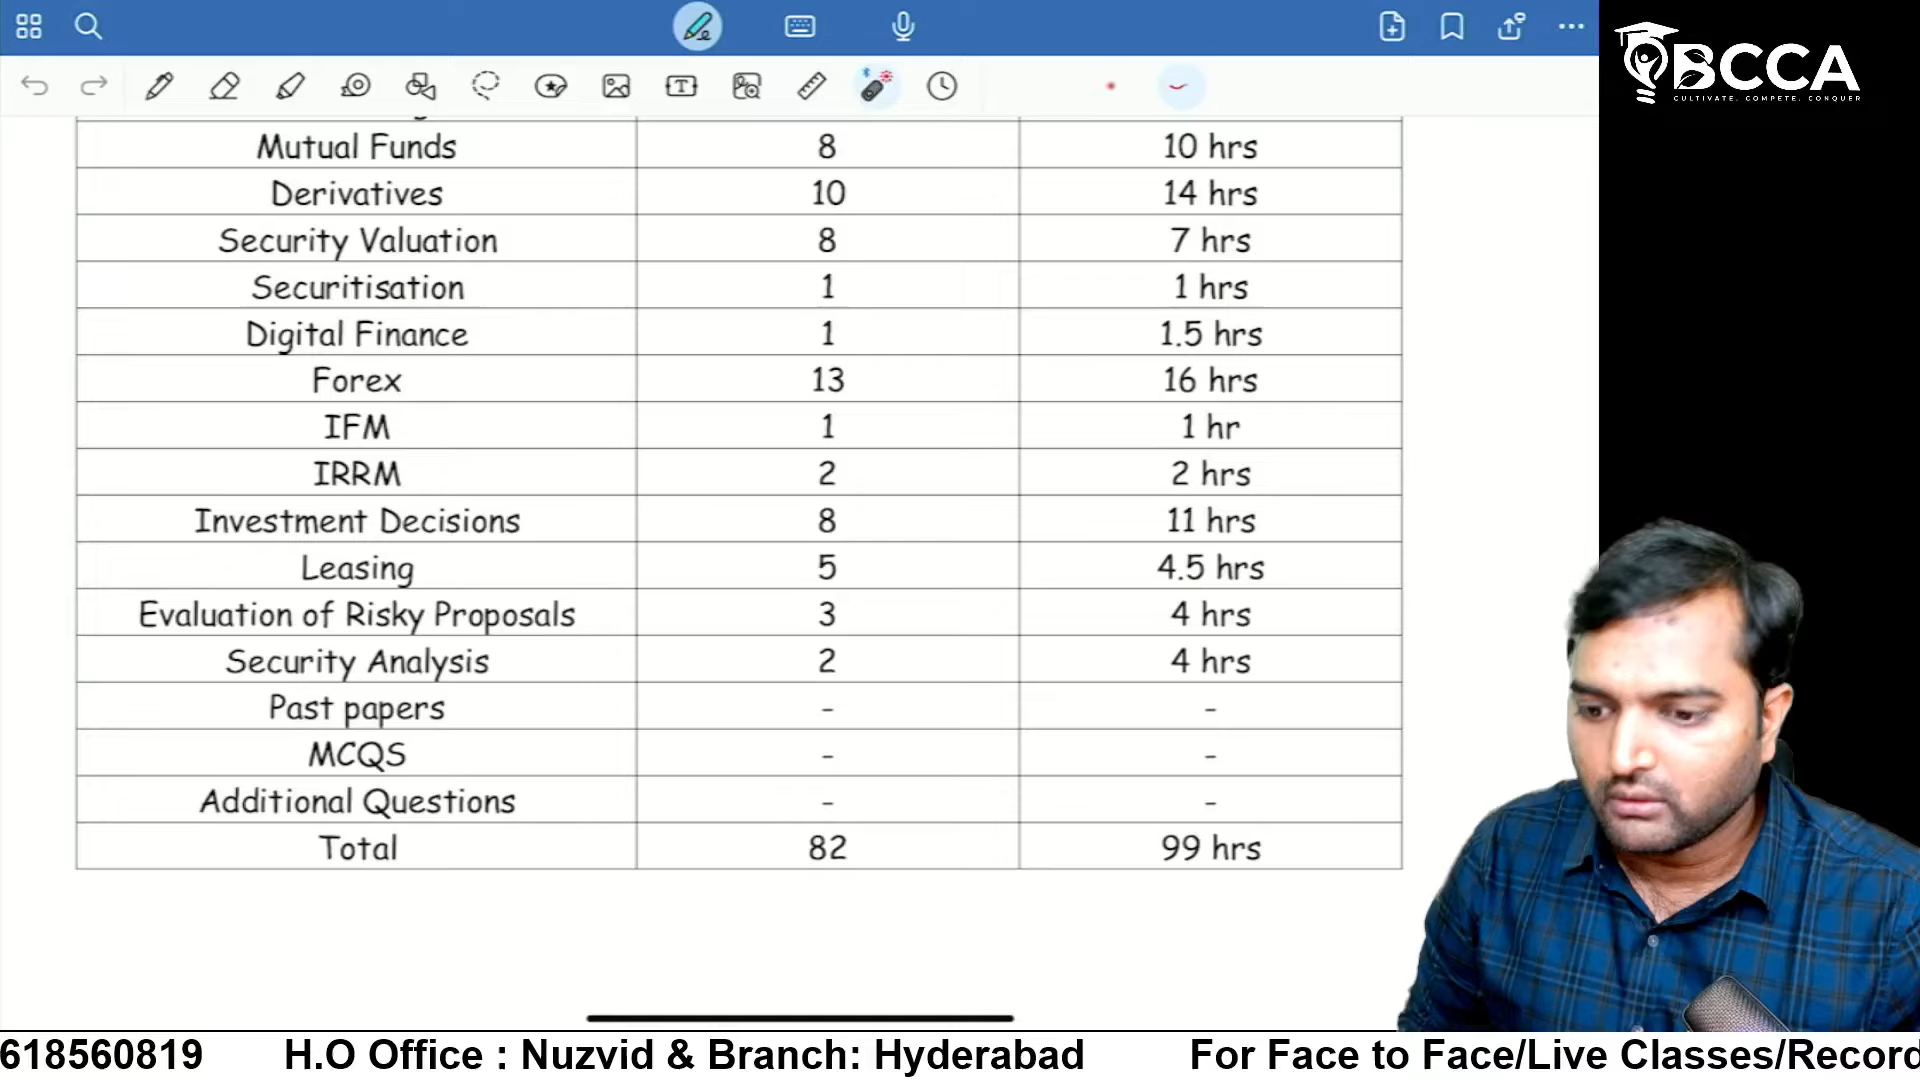 BCCA
CULTIVATE. COMPETE. CONQUER
Mutual Funds 8 10 hrs
Derivatives 10 14 hrs
Security Valuation 8 7 hrs
Securitisation 1 1 hrs
Digital Finance 1 1.5 hrs
Forex 13 16 hrs
IFM 1 1 hr
IRRM 2 2 hrs
Investment Decisions 8 11 hrs
Leasing 5 4.5 hrs
Evaluation of Risky Proposals 3 4 hrs
Security Analysis 2 4 hrs
Past papers - -
MCQS - -
Additional Questions - -
Total 82 99 hrs
618560819 H.O Office : Nuzvid & Branch: Hyderabad For Face to Face/Live Classes/Record